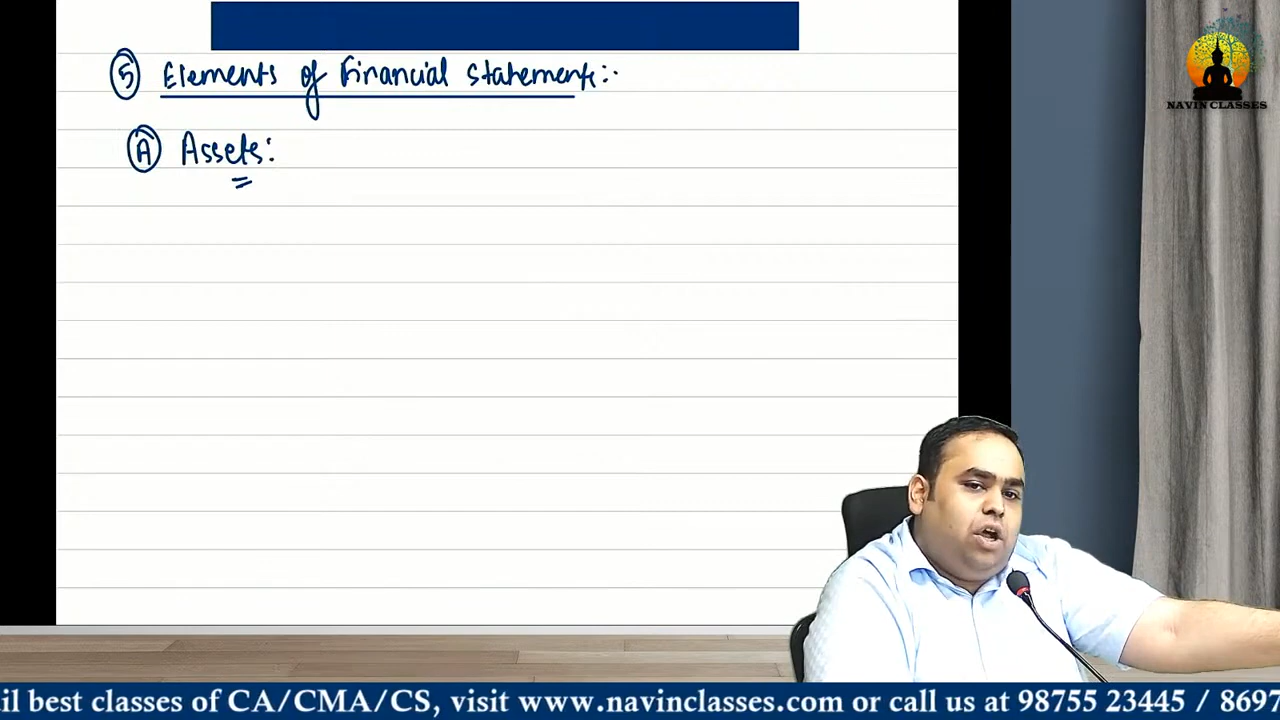 5 Elements of Financial Statements:-
A Assets:
NAVIN CLASSES
il best classes of CA/CMA/CS, visit www.navinclasses.com or call us at 98755 23445 / 8697